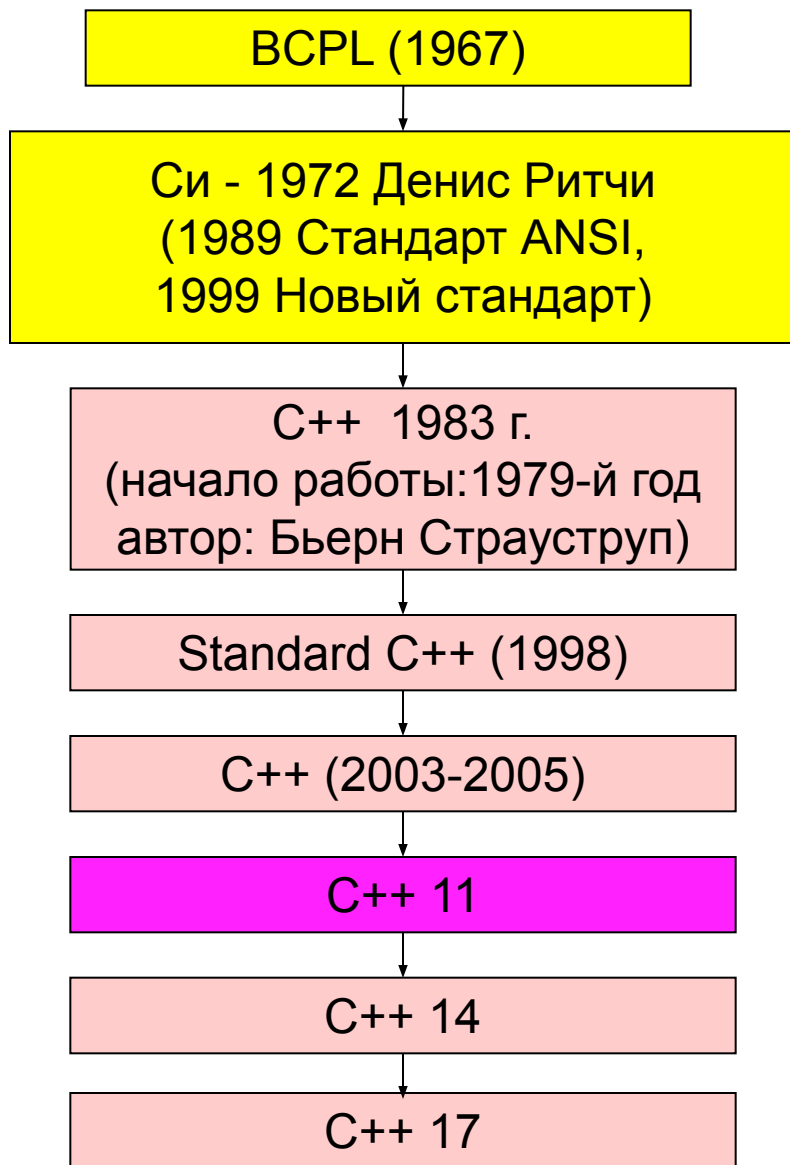 BCPL (1967)
Си - 1972 Денис Ритчи
(1989 Стандарт ANSI,
1999 Новый стандарт)
C++  1983 г.
(начало работы:1979-й год
автор: Бьерн Страуструп)
Standard C++ (1998)
C++ (2003-2005)
C++ 11
C++ 14
C++ 17